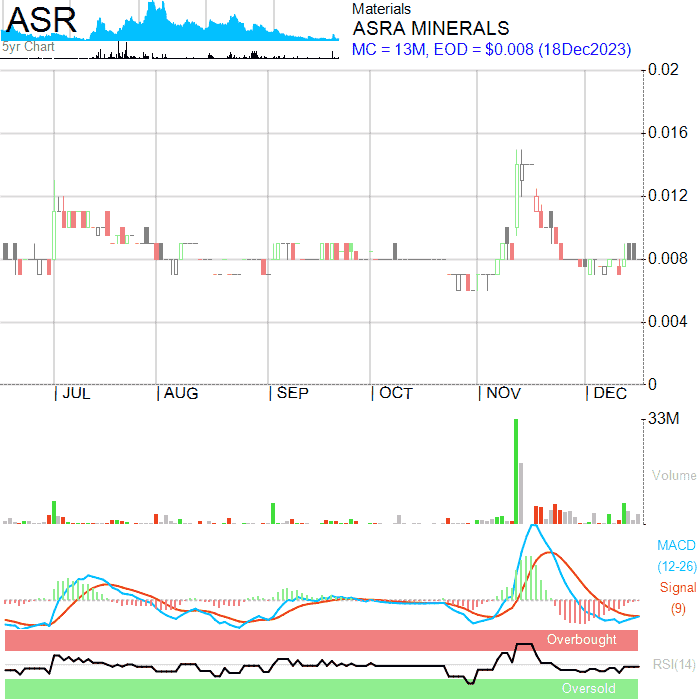 ASR
5yr Chart
Materials
ASRA MINERALS
MC = 13M, EOD = $0.008 (18Dec2023)
0.02
0.016
0.012
0.008
0.004
0
JUL AUG SEP OCT NOV DEC
33M
Volume
MACD
(12-26)
Signal
(9)
Overbought
RSI(14)
Oversold